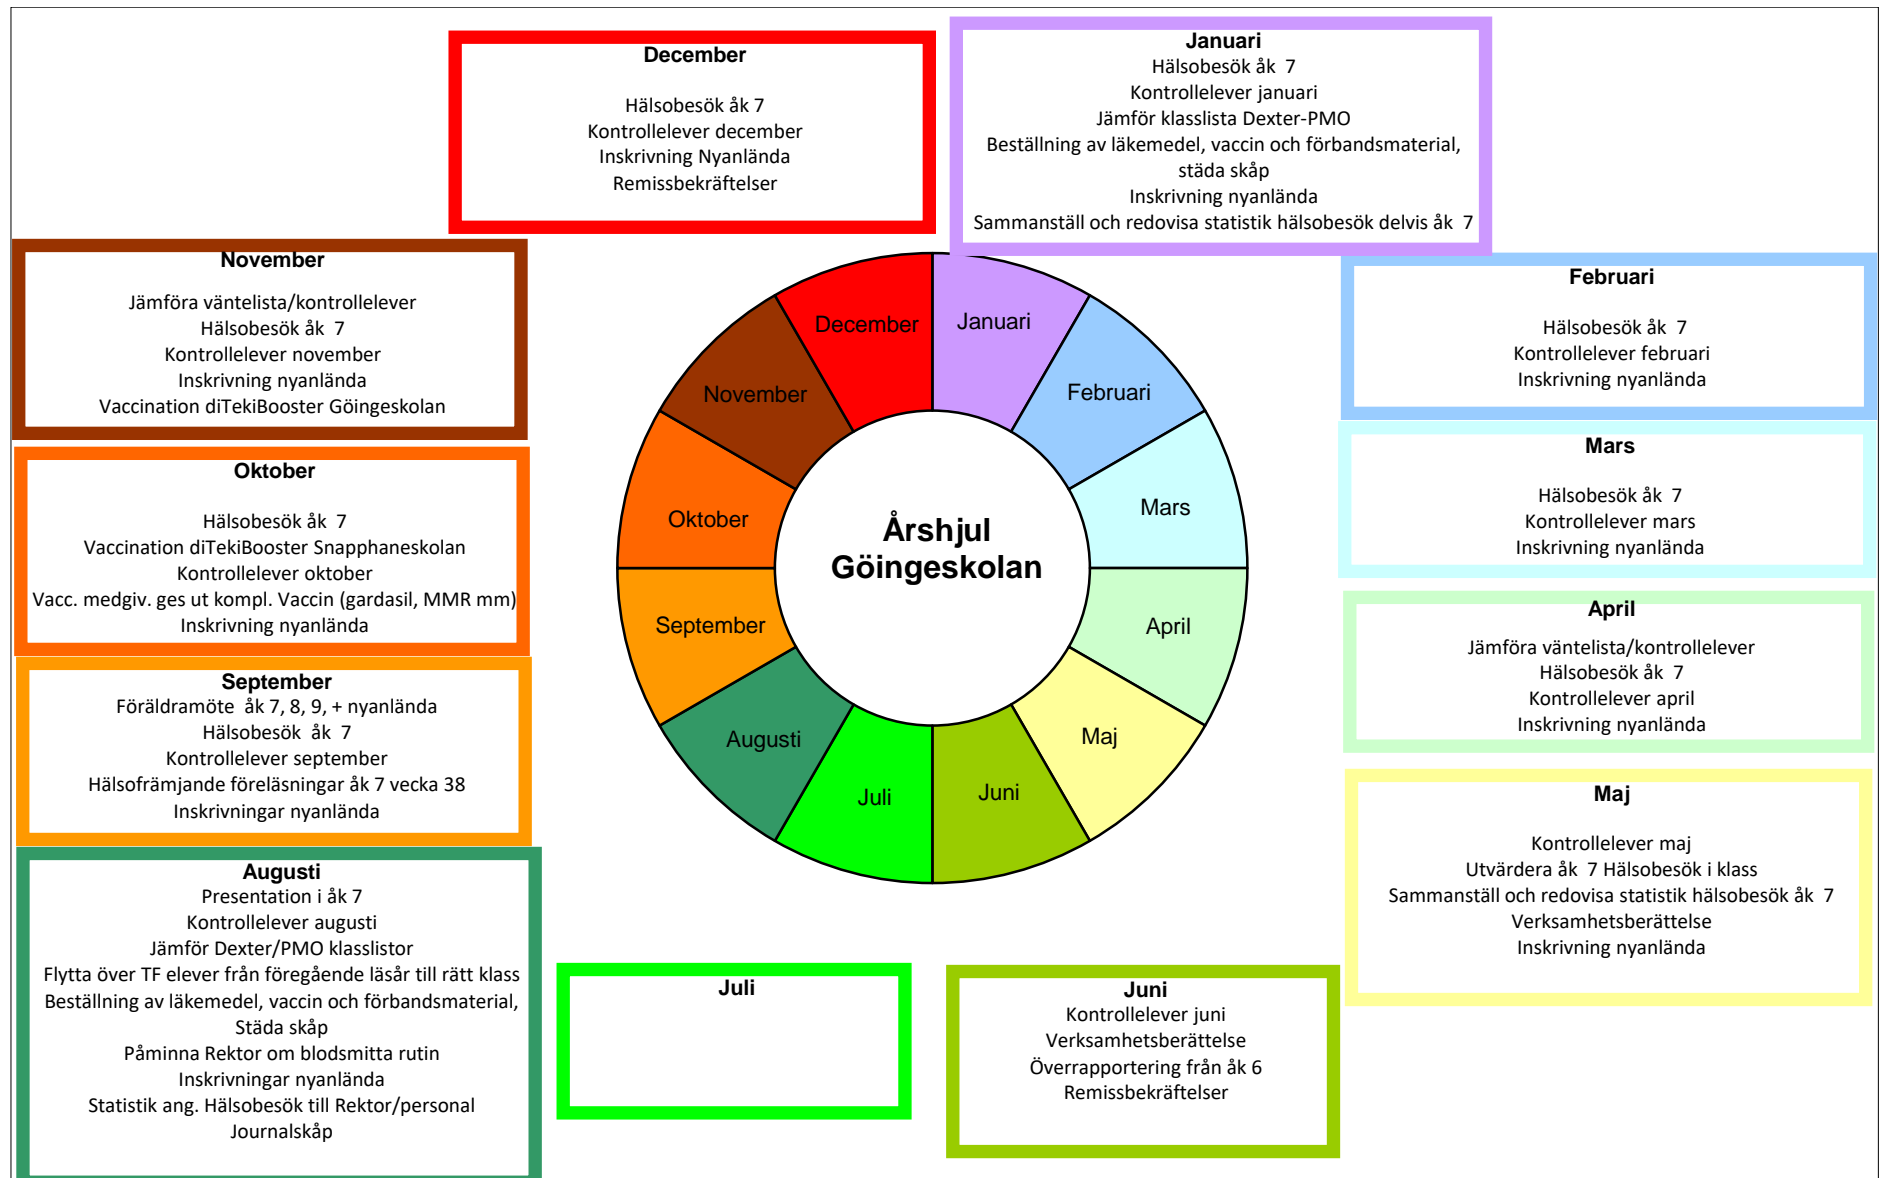 December
Hälsobesök åk 7
Kontrollelever december
Inskrivning Nyanlända
Remissbekräftelser
Januari
Hälsobesök åk 7
Kontrollelever januari
Jämför klasslista Dexter-PMO
Beställning av läkemedel, vaccin och förbandsmaterial,
städa skåp
Inskrivning nyanlända
Sammanställ och redovisa statistik hälsobesök delvis åk 7
Februari
Hälsobesök åk 7
Kontrollelever februari
Inskrivning nyanlända
Mars
Hälsobesök åk 7
Kontrollelever mars
Inskrivning nyanlända
April
Jämföra väntelista/kontrollelever
Hälsobesök åk 7
Kontrollelever april
Inskrivning nyanlända
Maj
Kontrollelever maj
Utvärdera åk 7 Hälsobesök i klass
Sammanställ och redovisa statistik hälsobesök åk 7
Verksamhetsberättelse
Inskrivning nyanlända
Juni
Kontrollelever juni
Verksamhetsberättelse
Överrapportering från åk 6
Remissbekräftelser
Juli
Augusti
Presentation i åk 7
Kontrollelever augusti
Jämför Dexter/PMO klasslistor
Flytta över TF elever från föregående läsår till rätt klass
Beställning av läkemedel, vaccin och förbandsmaterial,
Städa skåp
Påminna Rektor om blodsmitta rutin
Inskrivningar nyanlända
Statistik ang. Hälsobesök till Rektor/personal
Journalskåp
September
Föräldramöte åk 7, 8, 9, + nyanlända
Hälsobesök åk 7
Kontrollelever september
Hälsofrämjande föreläsningar åk 7 vecka 38
Inskrivningar nyanlända
Oktober
Hälsobesök åk 7
Vaccination diTekiBooster Snapphaneskolan
Kontrollelever oktober
Vacc. medgiv. ges ut kompl. Vaccin (gardasil, MMR mm)
Inskrivning nyanlända
November
Jämföra väntelista/kontrollelever
Hälsobesök åk 7
Kontrollelever november
Inskrivning nyanlända
Vaccination diTekiBooster Göingeskolan
Årshjul
Göingeskolan
Januari
Februari
Mars
April
Maj
Juni
Juli
Augusti
September
Oktober
November
December